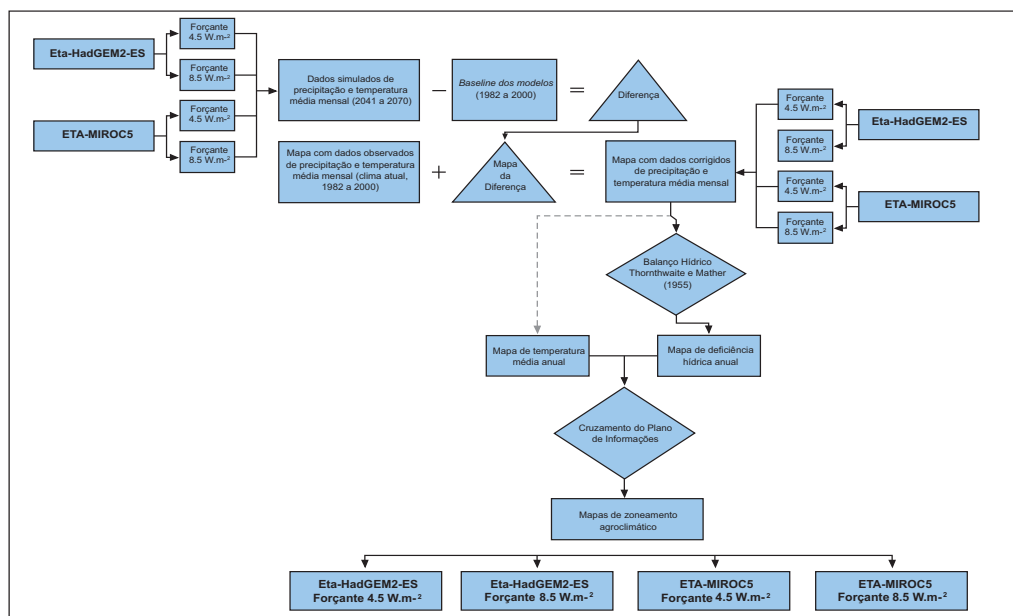 Eta-HadGEM2-ES
Forçante
4.5 W.m-²
Forçante
8.5 W.m-²
ETA-MIROC5
Forçante
4.5 W.m-²
Forçante
8.5 W.m-²
Dados simulados de
precipitação e temperatura
média mensal (2041 a 2070)
−
Baseline dos modelos
(1982 a 2000)
=
Diferença
Mapa com dados observados
de precipitação e temperatura
média mensal (clima atual,
1982 a 2000)
+
Mapa
da
Diferença
=
Mapa com dados corrigidos
de precipitação e
temperatura média mensal
Forçante
4.5 W.m-²
Forçante
8.5 W.m-²
Eta-HadGEM2-ES
Forçante
4.5 W.m-²
Forçante
8.5 W.m-²
ETA-MIROC5
Balanço Hídrico
Thornthwaite e Mather
(1955)
Mapa de temperatura
média anual
Mapa de deficiência
hídrica anual
Cruzamento do Plano
de Informações
Mapas de zoneamento
agroclimático
Eta-HadGEM2-ES
Forçante 4.5 W.m-²
Eta-HadGEM2-ES
Forçante 8.5 W.m-²
ETA-MIROC5
Forçante 4.5 W.m-²
ETA-MIROC5
Forçante 8.5 W.m-²